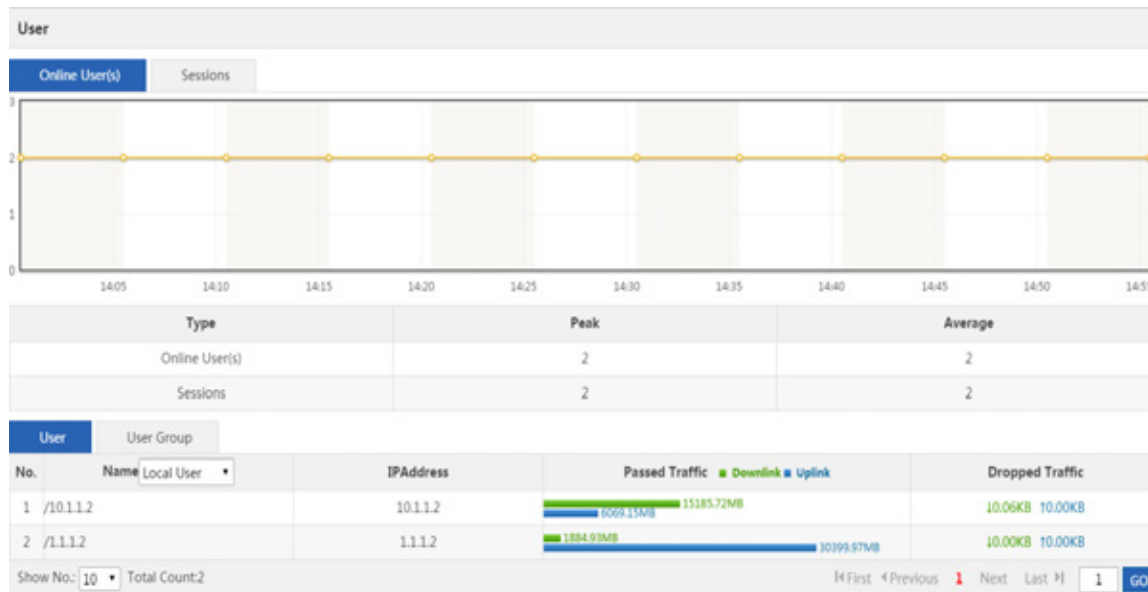 User
Online User(s) Sessions
3
2
1
0
14:05 14:10 14:15 14:20 14:25 14:30 14:35 14:40 14:45 14:50 14:5
Type Peak Average
Online User(s) 2 2
Sessions 2 2
User User Group
No. Name Local User IPAddress Passed Traffic Downlink Uplink Dropped Traffic
1 /10.1.1.2 10.1.1.2 15185.72MB 6069.15MB ↓0.06KB ↑0.00KB
2 /1.1.1.2 1.1.1.2 1884.93MB 30399.97MB ↓0.00KB ↑0.00KB
Show No.: 10 Total Count:2 First Previous 1 Next Last 1 GO